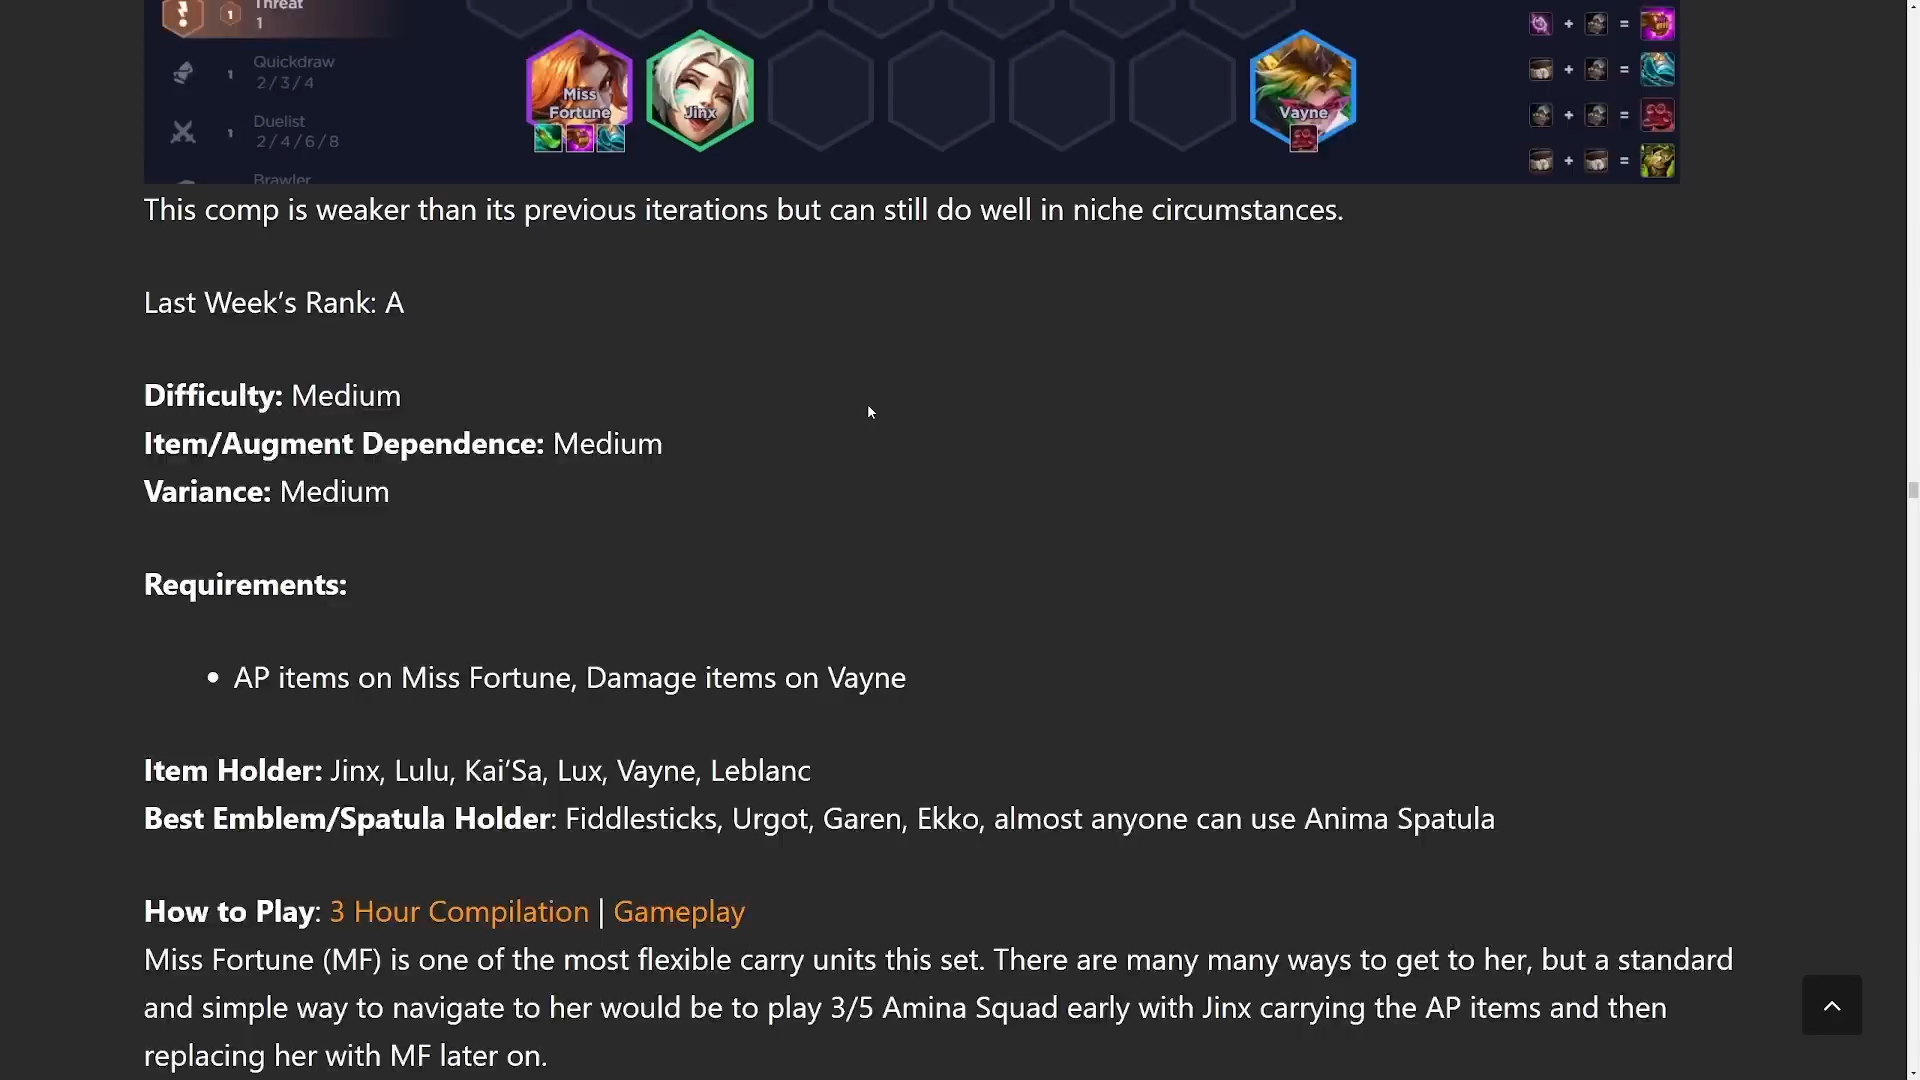 Threat
1
1
Quickdraw
1
2 / 3 / 4
Duelist
1
2 / 4 / 6 / 8
Brawler
Miss
Fortune
Jinx
Vayne
+ =
+ =
+ =
+ =
This comp is weaker than its previous iterations but can still do well in niche circumstances.
Last Week’s Rank: A
Difficulty: Medium
Item/Augment Dependence: Medium
Variance: Medium
Requirements:
• AP items on Miss Fortune, Damage items on Vayne
Item Holder: Jinx, Lulu, Kai’Sa, Lux, Vayne, Leblanc
Best Emblem/Spatula Holder: Fiddlesticks, Urgot, Garen, Ekko, almost anyone can use Anima Spatula
How to Play: 3 Hour Compilation | Gameplay
Miss Fortune (MF) is one of the most flexible carry units this set. There are many many ways to get to her, but a standard
and simple way to navigate to her would be to play 3/5 Amina Squad early with Jinx carrying the AP items and then
replacing her with MF later on.